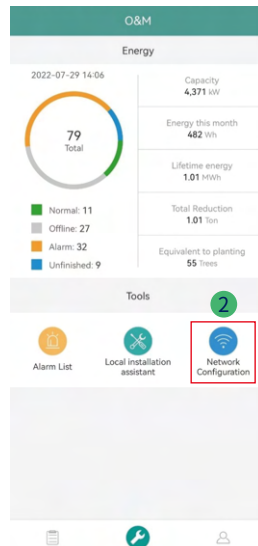 O&M
Energy
2022-07-29 14:06
79
Total
Normal: 11
Offline: 27
Alarm: 32
Unfinished: 9
Capacity
4,371 kW
Energy this month
482 Wh
Lifetime energy
1.01 MWh
Total Reduction
1.01 Ton
Equivalent to planting
55 Trees
Tools
2
Alarm List
Local installation
assistant
Network
Configuration